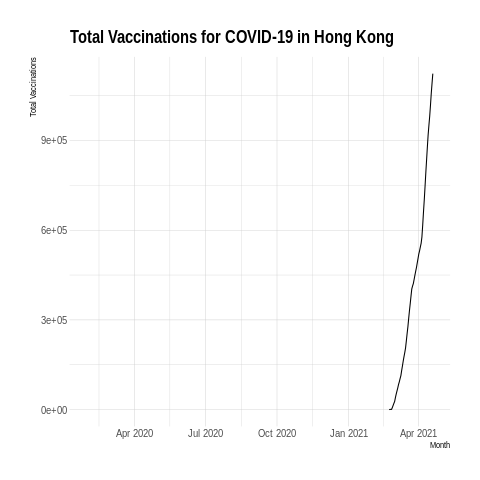 Total Vaccinations for COVID-19 in Hong Kong
Total Vaccinations
9e+05
6e+05
3e+05
0e+00
Apr 2020 Jul 2020 Oct 2020 Jan 2021 Apr 2021
Month